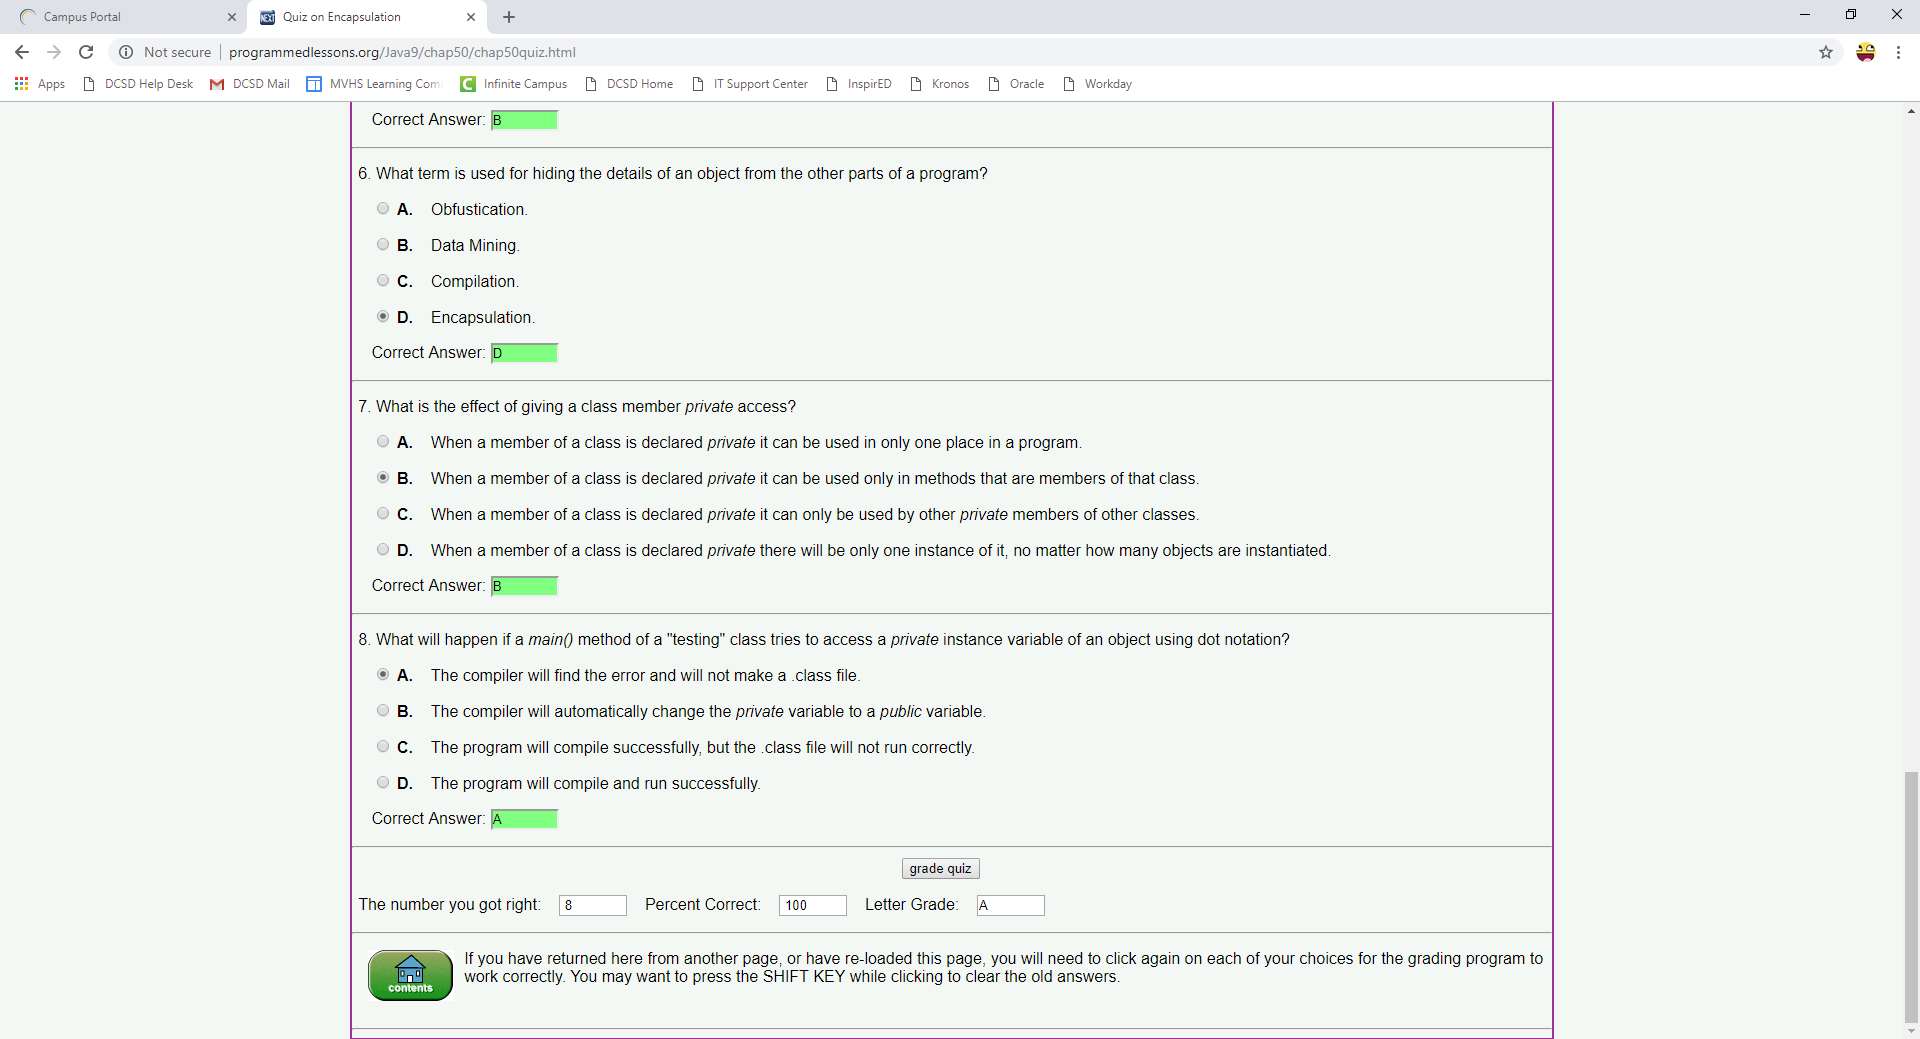 Campus Portal
Quiz on Encapsulation
Not secure | programmedlessons.org/Java9/chap50/chap50quiz.html
Apps DCSD Help Desk DCSD Mail MVHS Learning Com Infinite Campus DCSD Home IT Support Center InspirED Kronos Oracle Workday
Correct Answer: B
6. What term is used for hiding the details of an object from the other parts of a program?
A. Obfustication.
B. Data Mining.
C. Compilation.
D. Encapsulation.
Correct Answer: D
7. What is the effect of giving a class member private access?
A. When a member of a class is declared private it can be used in only one place in a program.
B. When a member of a class is declared private it can be used only in methods that are members of that class.
C. When a member of a class is declared private it can only be used by other private members of other classes.
D. When a member of a class is declared private there will be only one instance of it, no matter how many objects are instantiated.
Correct Answer: B
8. What will happen if a main() method of a "testing" class tries to access a private instance variable of an object using dot notation?
A. The compiler will find the error and will not make a .class file.
B. The compiler will automatically change the private variable to a public variable.
C. The program will compile successfully, but the .class file will not run correctly.
D. The program will compile and run successfully.
Correct Answer: A
grade quiz
The number you got right: 8 Percent Correct: 100 Letter Grade: A
If you have returned here from another page, or have re-loaded this page, you will need to click again on each of your choices for the grading program to
work correctly. You may want to press the SHIFT KEY while clicking to clear the old answers.
contents